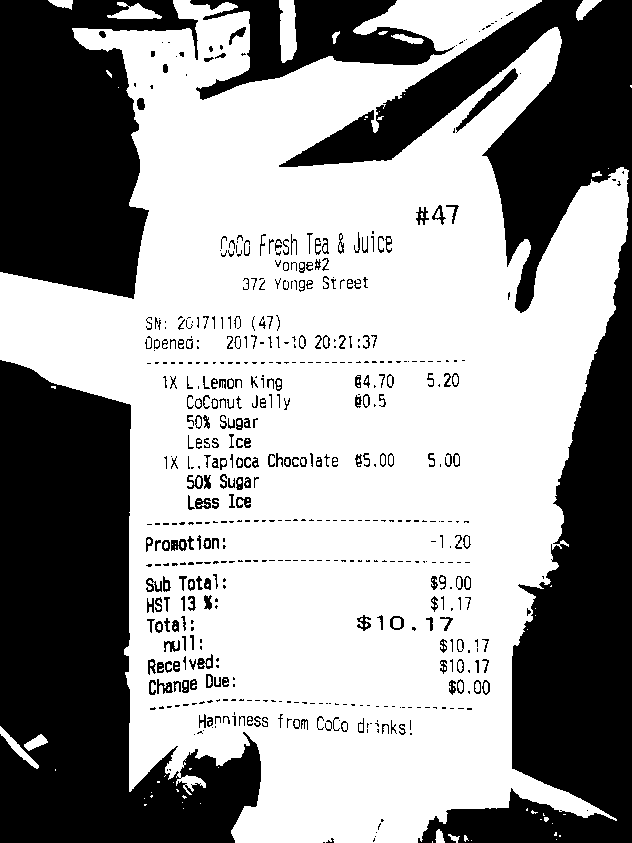 #47
CoCo Fresh Tea & Juice
Yonge#2
372 Yonge Street
SN: 20171110 (47)
Opened: 2017-11-10 20:21:37
1X L.Lemon King @4.70 5.20
CoConut Jelly @0.5
50% Sugar
Less Ice
1X L.Tapioca Chocolate @5.00 5.00
50% Sugar
Less Ice
Promotion: -1.20
Sub Total: $9.00
HST 13 %: $1.17
Total: $10.17
null: $10.17
Received: $10.17
Change Due: $0.00
Happiness from CoCo drinks!